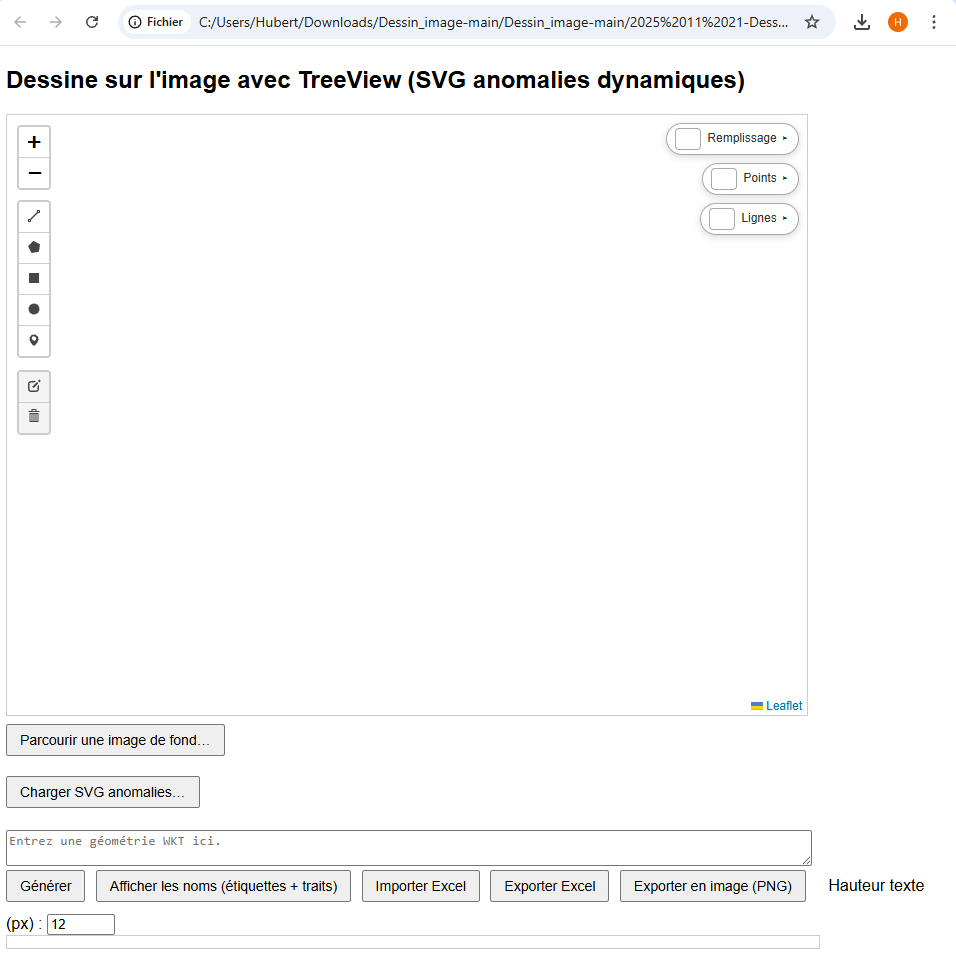 Fichier
C:/Users/Hubert/Downloads/Dessin_image-main/Dessin_image-main/2025%2011%2021-Dess...
H
Dessine sur l'image avec TreeView (SVG anomalies dynamiques)
+
−
Remplissage ▸
Points ▸
Lignes ▸
Leaflet
Parcourir une image de fond…
Charger SVG anomalies…
Entrez une géométrie WKT ici.
Générer Afficher les noms (étiquettes + traits) Importer Excel Exporter Excel Exporter en image (PNG) Hauteur texte
(px) : 12